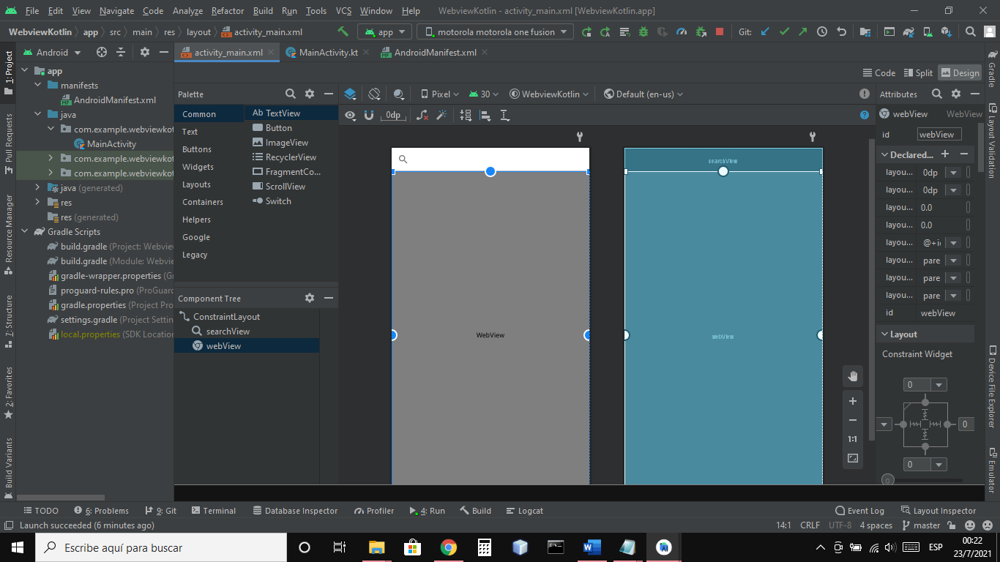 File Edit View Navigate Code Analyze Refactor Build Run Tools VCS Window Help WebviewKotlin - activity_main.xml [WebviewKotlin.app]
WebviewKotlin app src main res layout activity_main.xml app motorola motorola one fusion Git:
Android activity_main.xml MainActivity.kt AndroidManifest.xml
Code Split Design
1: Project
Pull Requests
Resource Manager
7: Structure
2: Favorites
Build Variants
app
manifests
AndroidManifest.xml
java
com.example.webviewkot
MainActivity
com.example.webviewkot
com.example.webviewkot
java (generated)
res
res (generated)
Gradle Scripts
build.gradle (Project: Webview
build.gradle (Module: Webvie
gradle-wrapper.properties (G
proguard-rules.pro (ProGuard
gradle.properties (Project Pro
settings.gradle (Project Settin
local.properties (SDK Location
Palette
Common
Text
Buttons
Widgets
Layouts
Containers
Helpers
Google
Legacy
Ab TextView
Button
ImageView
RecyclerView
FragmentCo...
ScrollView
Switch
Component Tree
ConstraintLayout
searchView
webView
Pixel 30 WebviewKotlin Default (en-us)
0dp
WebView
searchView
webView
1:1
Attributes
webView WebView
id webView
Declared...
layou... 0dp
layou... 0dp
layou... 0.0
layou... 0.0
layou... @+i
layou... pare
layou... pare
layou... pare
id webView
Layout
Constraint Widget
0
0
0
0
Gradle
Layout Validation
Device File Explorer
Emulator
TODO 6: Problems 9: Git Terminal Database Inspector Profiler 4: Run Build Logcat Event Log Layout Inspector
Launch succeeded (6 minutes ago) 14:1 CRLF UTF-8 4 spaces master
Escribe aquí para buscar
ESP
00:22
23/7/2021